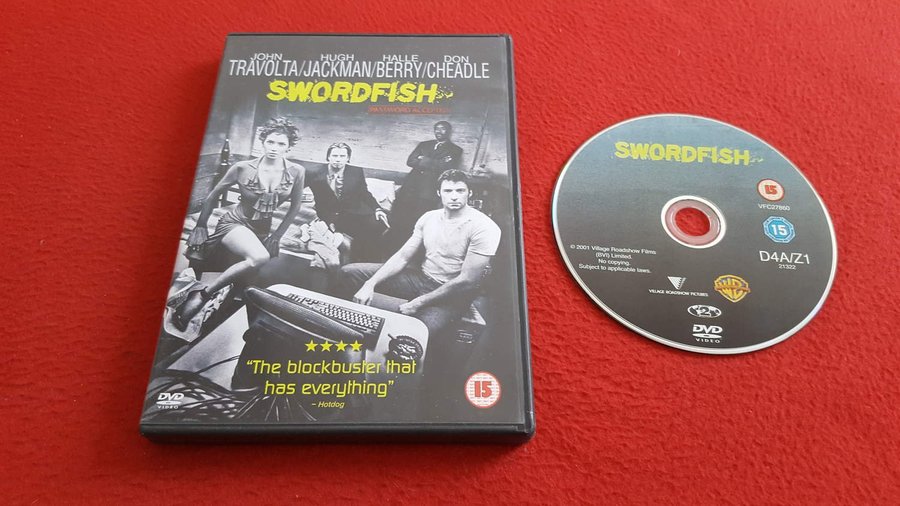 JOHN HUGH HALLE DON
TRAVOLTA/JACKMAN/BERRY/CHEADLE
SWORDFISH
PASSWORD ACCEPTED
★★★★
“The blockbuster that
has everything”
– Hotdog
DVD
VIDEO
15
SWORDFISH
15
VFC27860
15
© 2001 Village Roadshow Films
(BVI) Limited.
No copying.
Subject to applicable laws.
D4A/Z1
21322
VILLAGE ROADSHOW PICTURES
WB
2
DVD
VIDEO